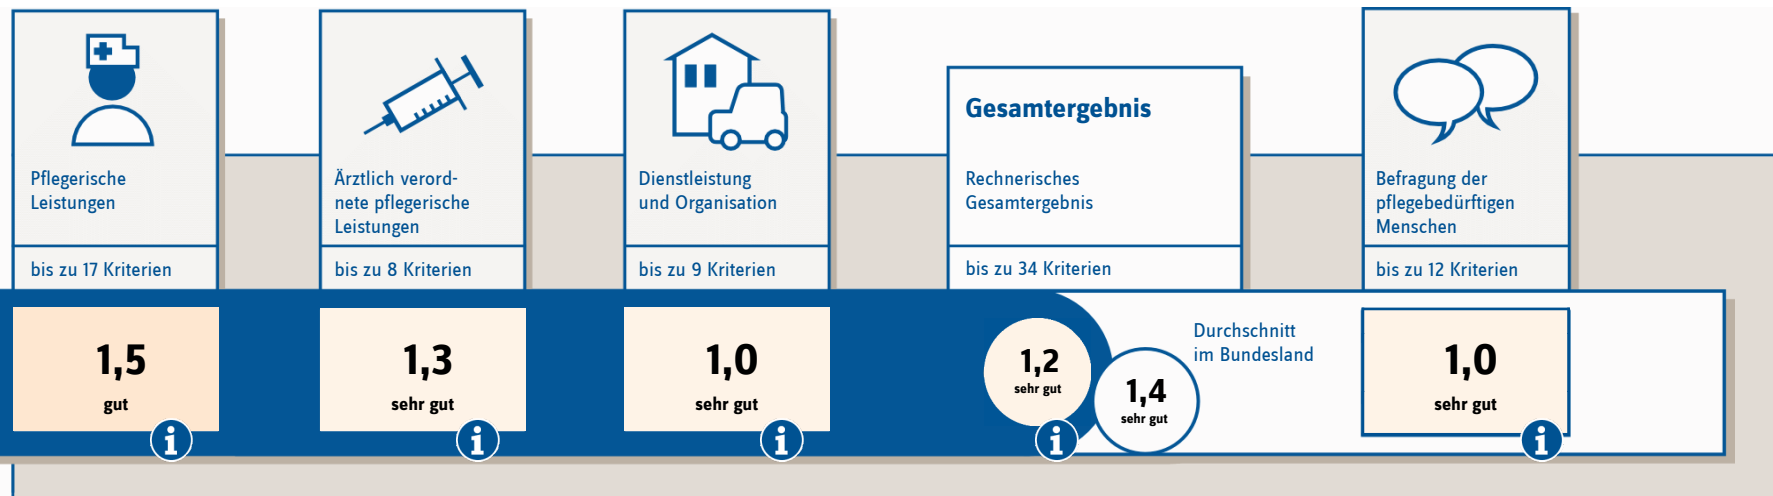 Pflegerische
Leistungen
bis zu 17 Kriterien
1,5
gut
Ärztlich verord-
nete pflegerische
Leistungen
bis zu 8 Kriterien
1,3
sehr gut
Dienstleistung
und Organisation
bis zu 9 Kriterien
1,0
sehr gut
Gesamtergebnis
Rechnerisches
Gesamtergebnis
bis zu 34 Kriterien
1,2
sehr gut
1,4
sehr gut
Durchschnitt
im Bundesland
Befragung der
pflegebedürftigen
Menschen
bis zu 12 Kriterien
1,0
sehr gut